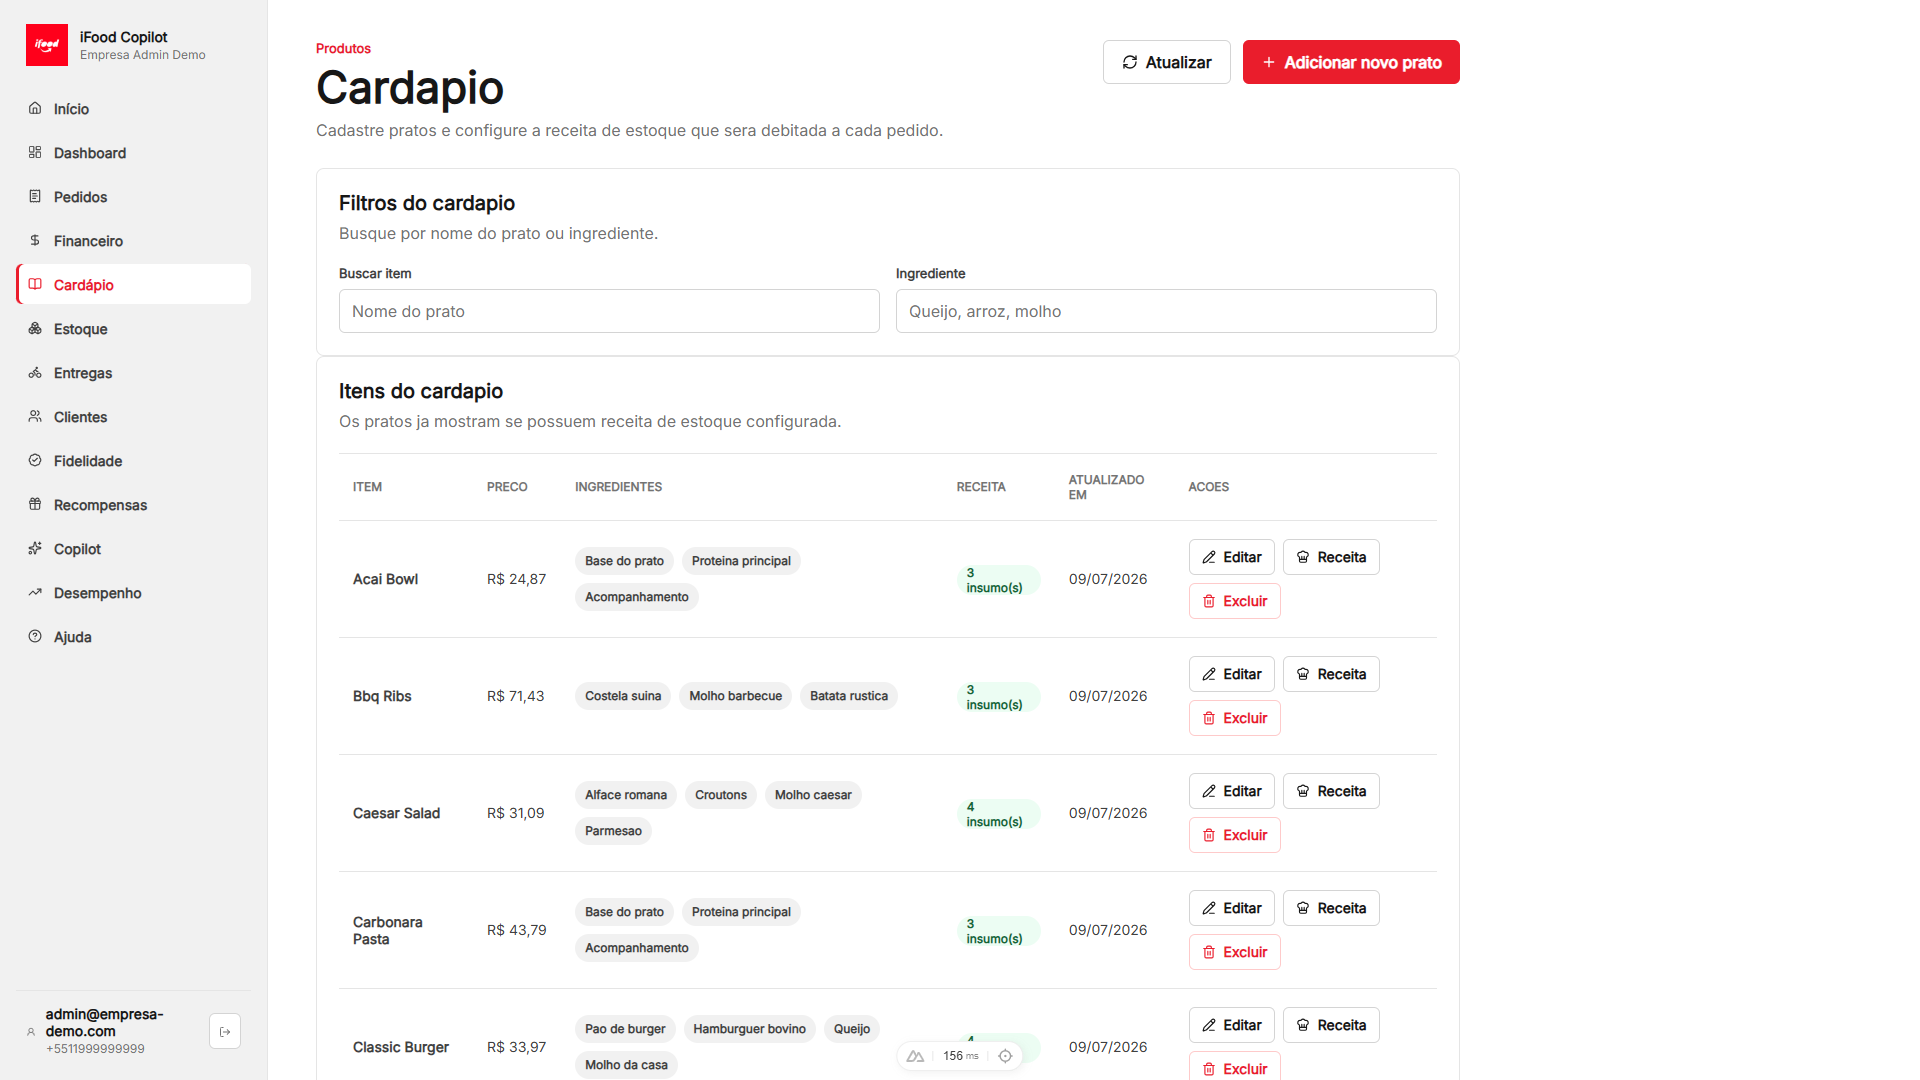 ifood
iFood Copilot
Empresa Admin Demo
Início
Dashboard
Pedidos
Financeiro
Cardápio
Estoque
Entregas
Clientes
Fidelidade
Recompensas
Copilot
Desempenho
Ajuda
admin@empresa-
demo.com
+5511999999999
Produtos
Cardapio
Cadastre pratos e configure a receita de estoque que sera debitada a cada pedido.
Atualizar
Adicionar novo prato
Filtros do cardapio
Busque por nome do prato ou ingrediente.
Buscar item
Nome do prato
Ingrediente
Queijo, arroz, molho
Itens do cardapio
Os pratos ja mostram se possuem receita de estoque configurada.
ITEM PRECO INGREDIENTES RECEITA ATUALIZADO EM ACOES
Acai Bowl
R$ 24,87
Base do prato Proteina principal
Acompanhamento
3
insumo(s)
09/07/2026
Editar Receita
Excluir
Bbq Ribs
R$ 71,43
Costela suina Molho barbecue Batata rustica
3
insumo(s)
09/07/2026
Editar Receita
Excluir
Caesar Salad
R$ 31,09
Alface romana Croutons Molho caesar
Parmesao
4
insumo(s)
09/07/2026
Editar Receita
Excluir
Carbonara
Pasta
R$ 43,79
Base do prato Proteina principal
Acompanhamento
3
insumo(s)
09/07/2026
Editar Receita
Excluir
Classic Burger
R$ 33,97
Pao de burger Hamburguer bovino Queijo
Molho da casa
4
09/07/2026
Editar Receita
Excluir
156 ms